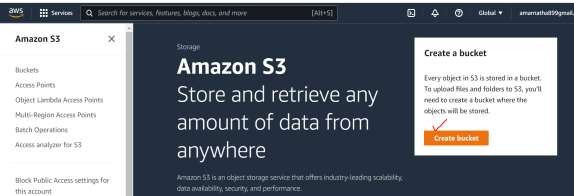 aws
Services
Search for services, features, blogs, docs, and more
[Alt+S]
Global
amarnatha899gmail.
Amazon S3
Buckets
Access Points
Object Lambda Access Points
Multi-Region Access Points
Batch Operations
Access analyzer for S3
Block Public Access settings for
this account
Storage
Amazon S3
Store and retrieve any
amount of data from
anywhere
Amazon S3 is an object storage service that offers industry-leading scalability,
data availability, security, and performance.
Create a bucket
Every object in S3 is stored in a bucket.
To upload files and folders to S3, you'll
need to create a bucket where the
objects will be stored.
Create bucket